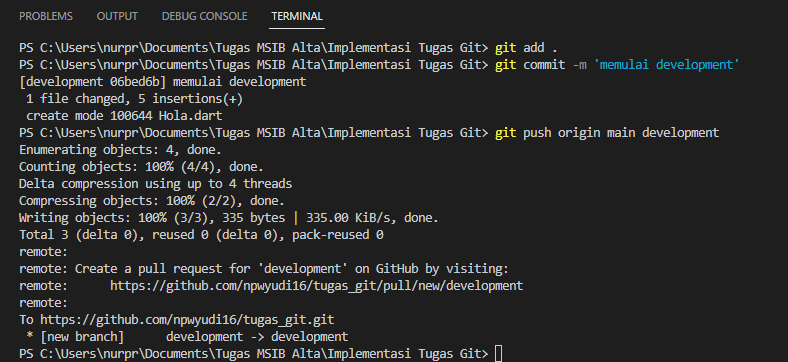 PROBLEMS OUTPUT DEBUG CONSOLE TERMINAL
PS C:\Users\nurpr\Documents\Tugas MSIB Alta\Implementasi Tugas Git> git add .
PS C:\Users\nurpr\Documents\Tugas MSIB Alta\Implementasi Tugas Git> git commit -m 'memulai development'
[development 06bed6b] memulai development
 1 file changed, 5 insertions(+)
 create mode 100644 Hola.dart
PS C:\Users\nurpr\Documents\Tugas MSIB Alta\Implementasi Tugas Git> git push origin main development
Enumerating objects: 4, done.
Counting objects: 100% (4/4), done.
Delta compression using up to 4 threads
Compressing objects: 100% (2/2), done.
Writing objects: 100% (3/3), 335 bytes | 335.00 KiB/s, done.
Total 3 (delta 0), reused 0 (delta 0), pack-reused 0
remote:
remote: Create a pull request for 'development' on GitHub by visiting:
remote:      https://github.com/npwyudi16/tugas_git/pull/new/development
remote:
To https://github.com/npwyudi16/tugas_git.git
 * [new branch]      development -> development
PS C:\Users\nurpr\Documents\Tugas MSIB Alta\Implementasi Tugas Git>